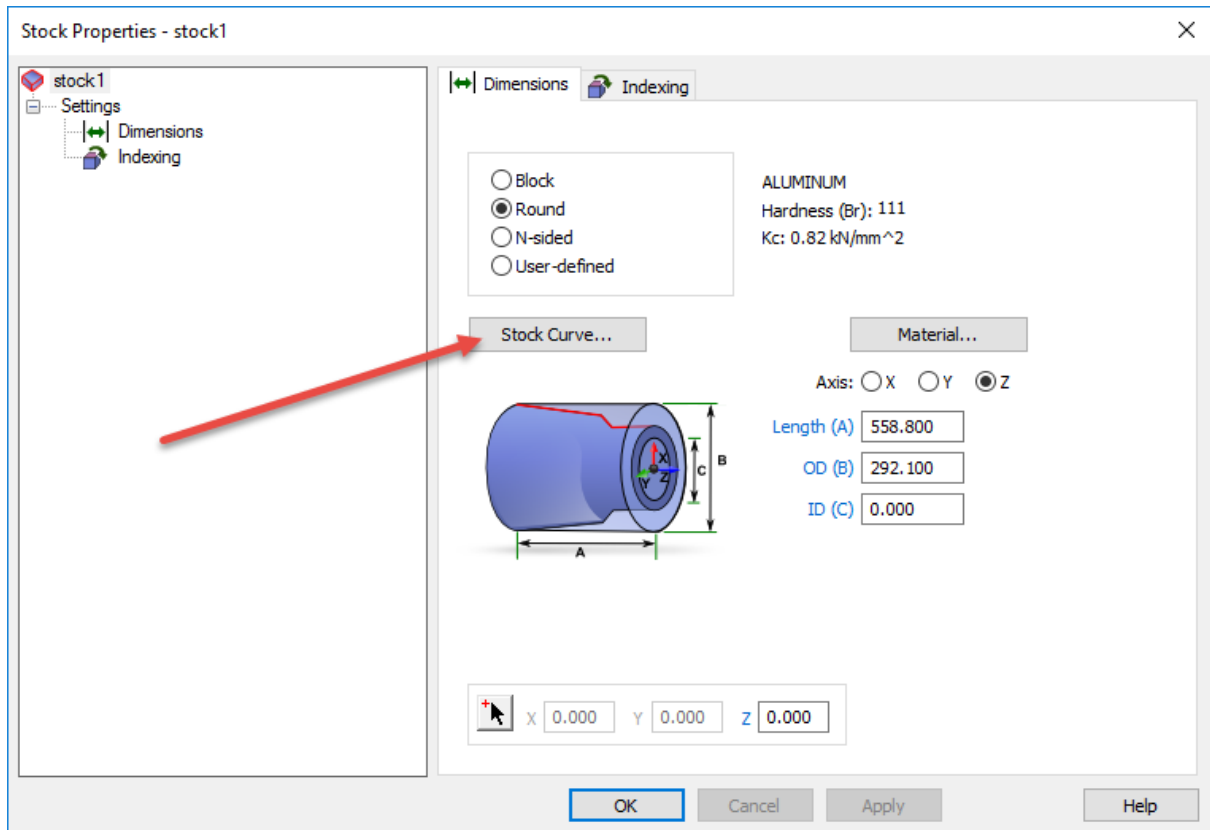 Stock Properties - stock1
stock1
Settings
Dimensions
Indexing
Dimensions
Indexing
Block
Round
N-sided
User-defined
ALUMINUM
Hardness (Br): 111
Kc: 0.82 kN/mm^2
Stock Curve...
Material...
Axis: X Y Z
Length (A) 558.800
OD (B) 292.100
ID (C) 0.000
X
Y
Z
C
B
A
X 0.000 Y 0.000 Z 0.000
OK Cancel Apply Help